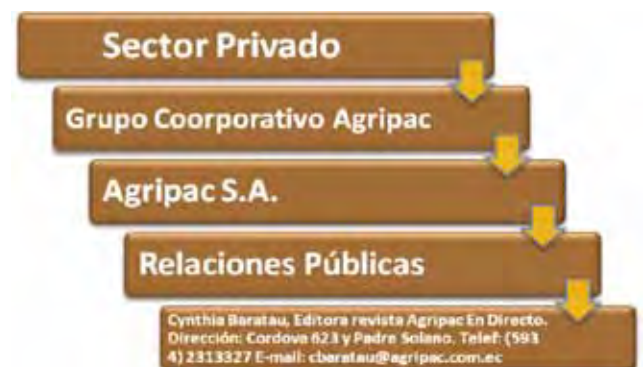 Sector Privado
Grupo Coorporativo Agripac
Agripac S.A.
Relaciones Públicas
Cynthia Baratau, Editora revista Agripac En Directo.
Dirección: Cordova 623 y Padre Solano. Telef: (593
4) 2313327 E-mail: cbaratau@agripac.com.ec